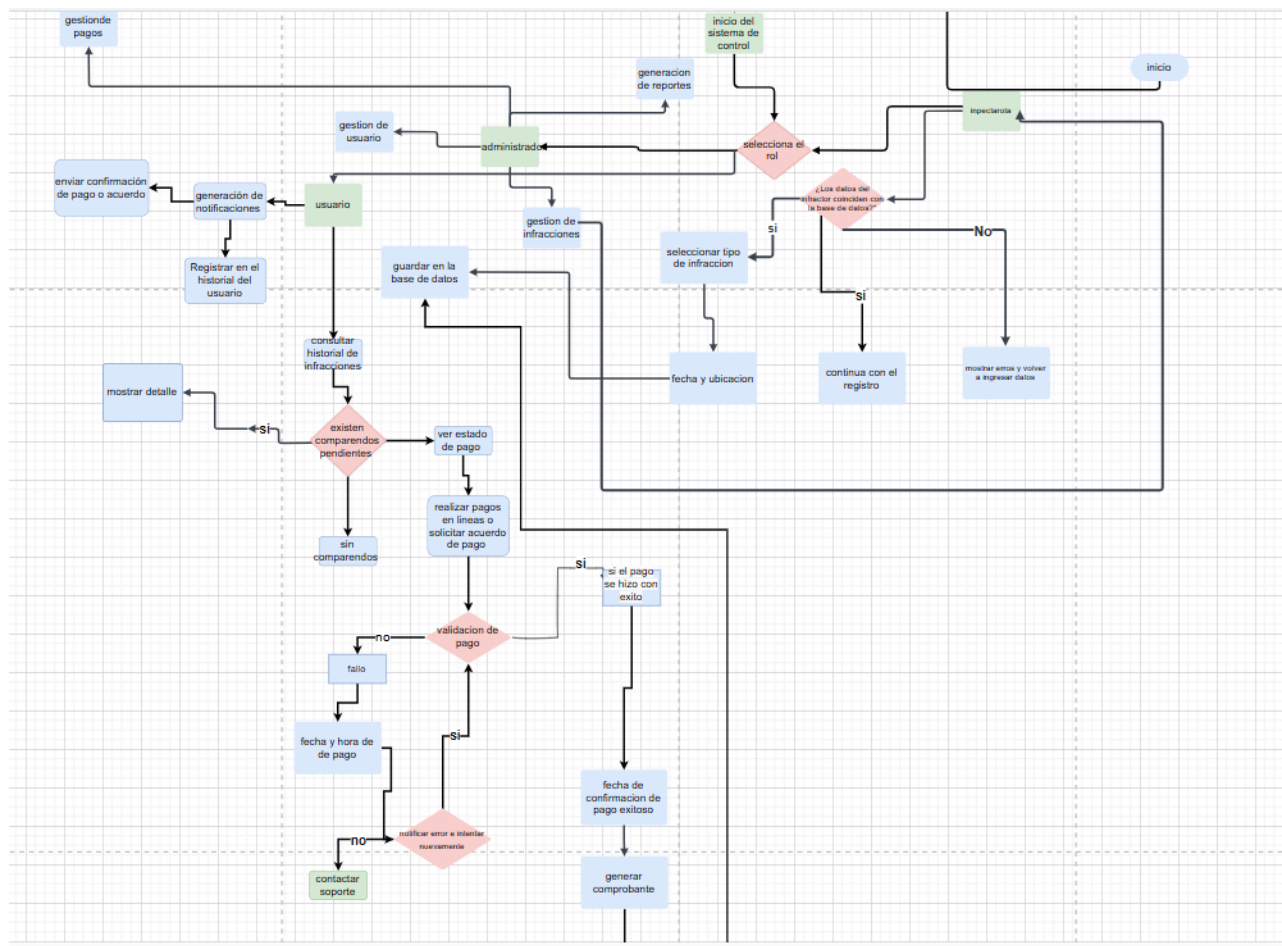 gestionde
pagos
inicio del
sistema de
control
inicio
generacion
de reportes
inpectarota
gestion de
usuario
administrado
selecciona el
rol
enviar confirmación
de pago o acuerdo
generación de
notificaciones
usuario
¿Los datos del
infractor coinciden con
la base de datos?"
gestion de
infracciones
si
No
seleccionar tipo
de infraccion
guardar en la
base de datos
Registrar en el
historial del
usuario
si
consultar
historial de
infracciones
mostrar detalle
fecha y ubicacion
continua con el
registro
mostrar erros y volver
a ingresar datos
si
existen
comparendos
pendientes
ver estado
de pago
realizar pagos
en lineas o
solicitar acuerdo
de pago
sin
comparendos
si
si el pago
se hizo con
exito
validacion de
pago
no
fallo
fecha y hora de
de pago
si
fecha de
confirmacion de
pago exitoso
notificar error e intentar
nuevamente
no
contactar
soporte
generar
comprobante